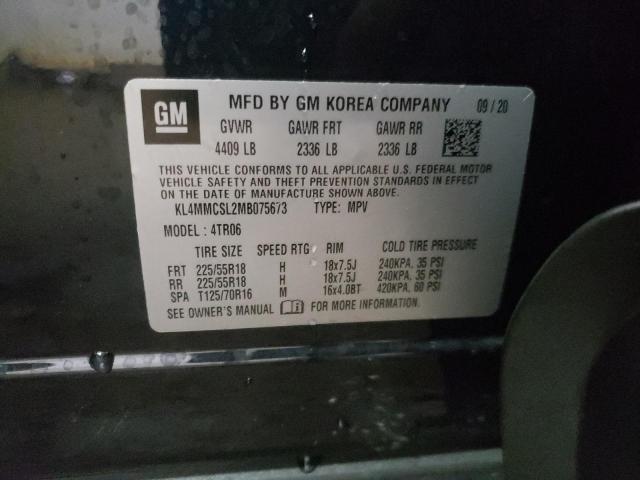 GM MFD BY GM KOREA COMPANY 09/20
GVWR GAWR FRT GAWR RR
4409 LB 2336 LB 2336 LB
THIS VEHICLE CONFORMS TO ALL APPLICABLE U.S. FEDERAL MOTOR
VEHICLE SAFETY AND THEFT PREVENTION STANDARDS IN EFFECT
ON THE DATE OF MANUFACTURE SHOWN ABOVE.
KL4MMCSL2MB075673 TYPE: MPV
MODEL: 4TR06
TIRE SIZE SPEED RTG RIM COLD TIRE PRESSURE
FRT 225/55R18 H 18x7.5J 240KPA, 35 PSI
RR 225/55R18 H 18x7.5J 240KPA, 35 PSI
SPA T125/70R16 M 16x4.0BT 420KPA, 60 PSI
SEE OWNER'S MANUAL FOR MORE INFORMATION.